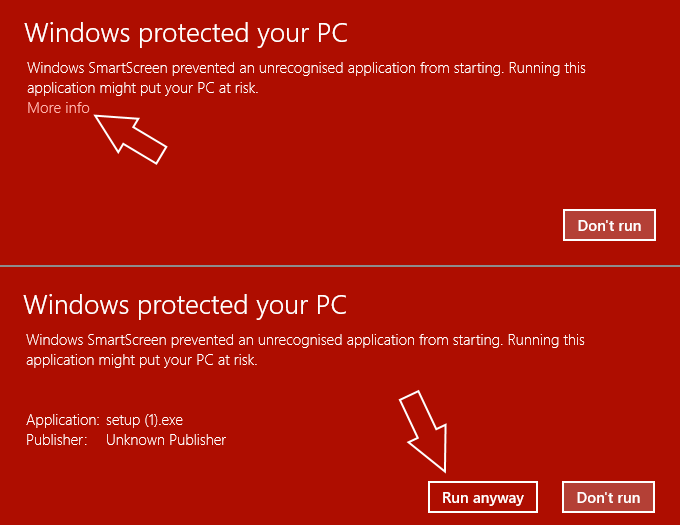 Windows protected your PC
Windows SmartScreen prevented an unrecognised application from starting. Running this
application might put your PC at risk.
More info
Don't run
Windows protected your PC
Windows SmartScreen prevented an unrecognised application from starting. Running this
application might put your PC at risk.
Application: setup (1).exe
Publisher: Unknown Publisher
Run anyway Don't run